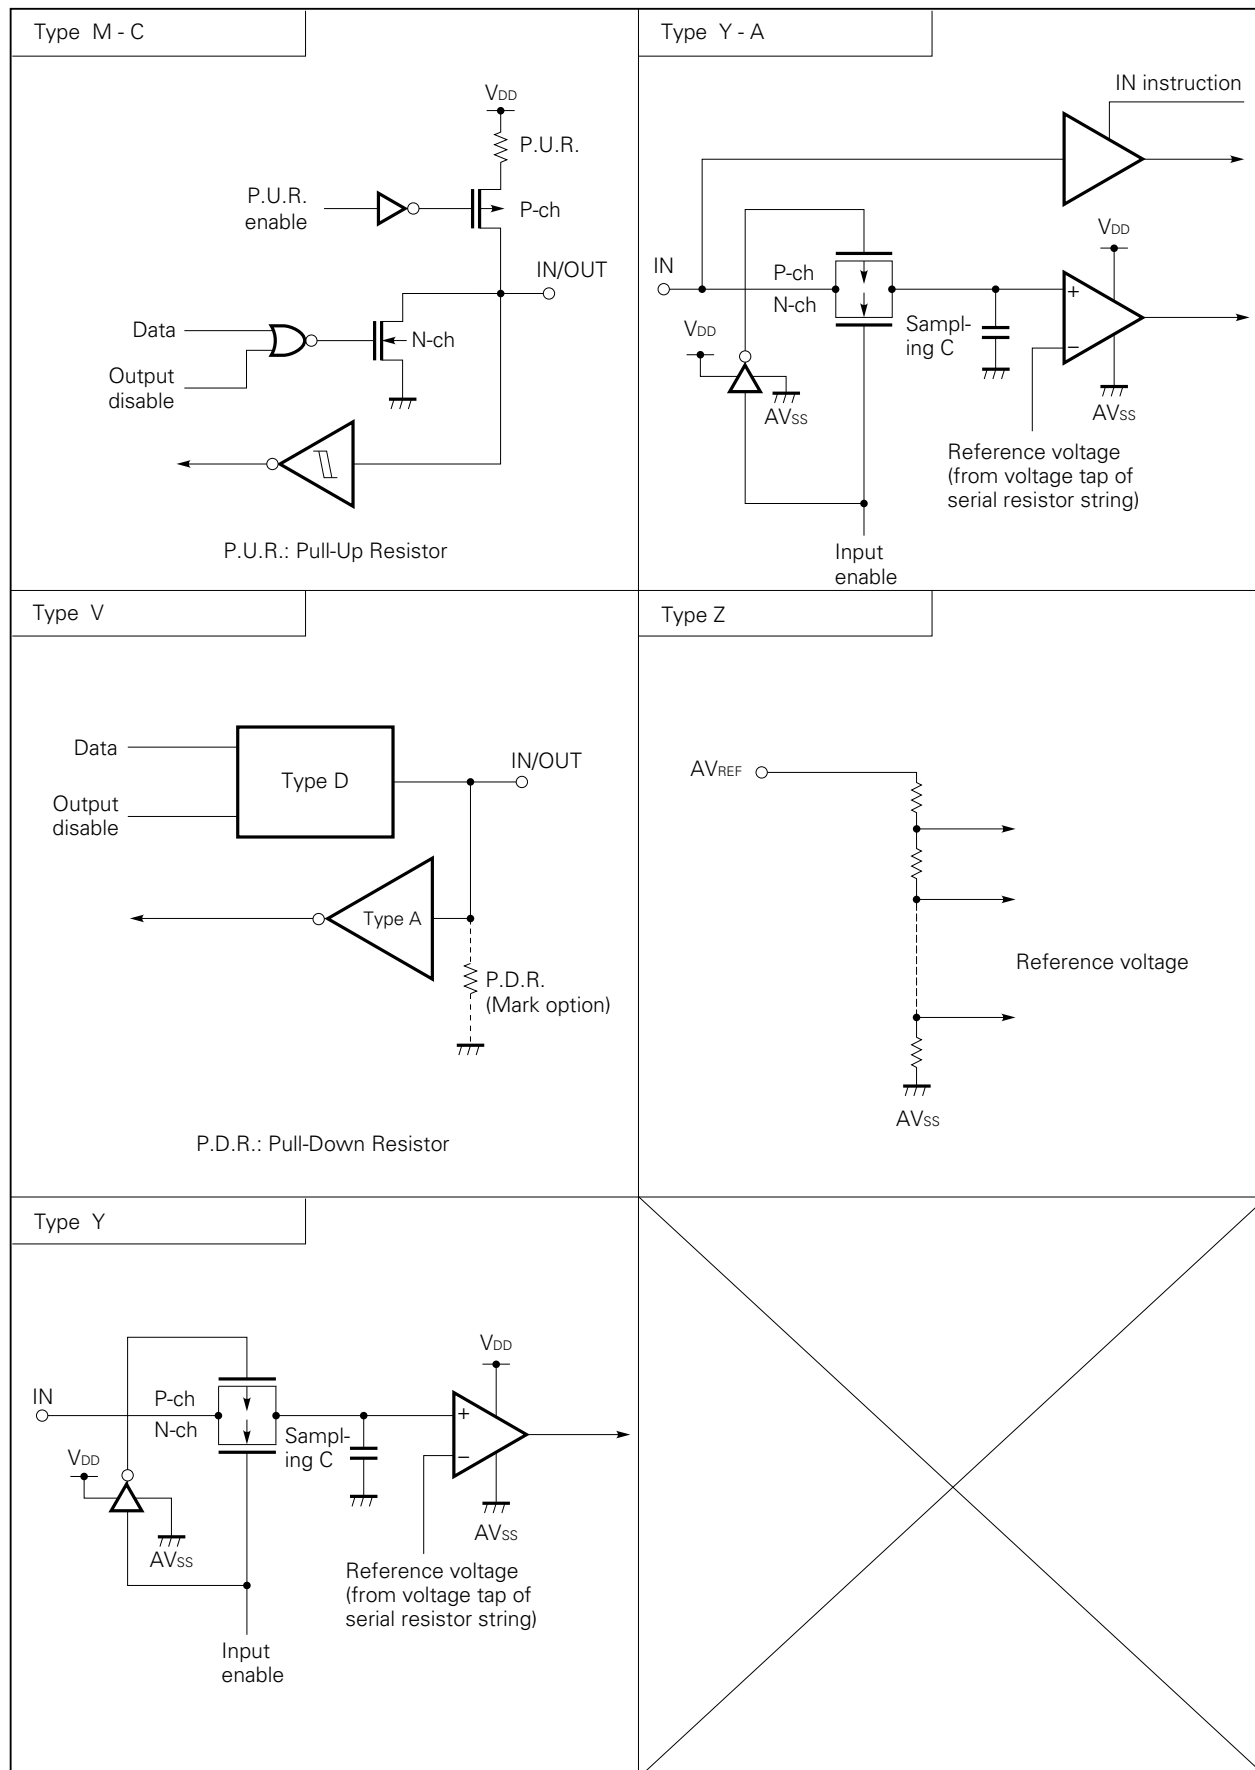 Type M - C
VDD
P.U.R.
P.U.R.
enable
P-ch
IN/OUT
Data
N-ch
Output
disable
P.U.R.: Pull-Up Resistor
Type Y - A
IN instruction
VDD
IN
P-ch
N-ch
+
VDD
Sampl-
ing C
−
AVSS
AVSS
Reference voltage
(from voltage tap of
serial resistor string)
Input
enable
Type V
Data
IN/OUT
Type D
Output
disable
Type A
P.D.R.
(Mark option)
P.D.R.: Pull-Down Resistor
Type Z
AVREF
Reference voltage
AVSS
Type Y
VDD
IN
P-ch
N-ch
+
Sampl-
ing C
VDD
−
AVSS
AVSS
Reference voltage
(from voltage tap of
serial resistor string)
Input
enable